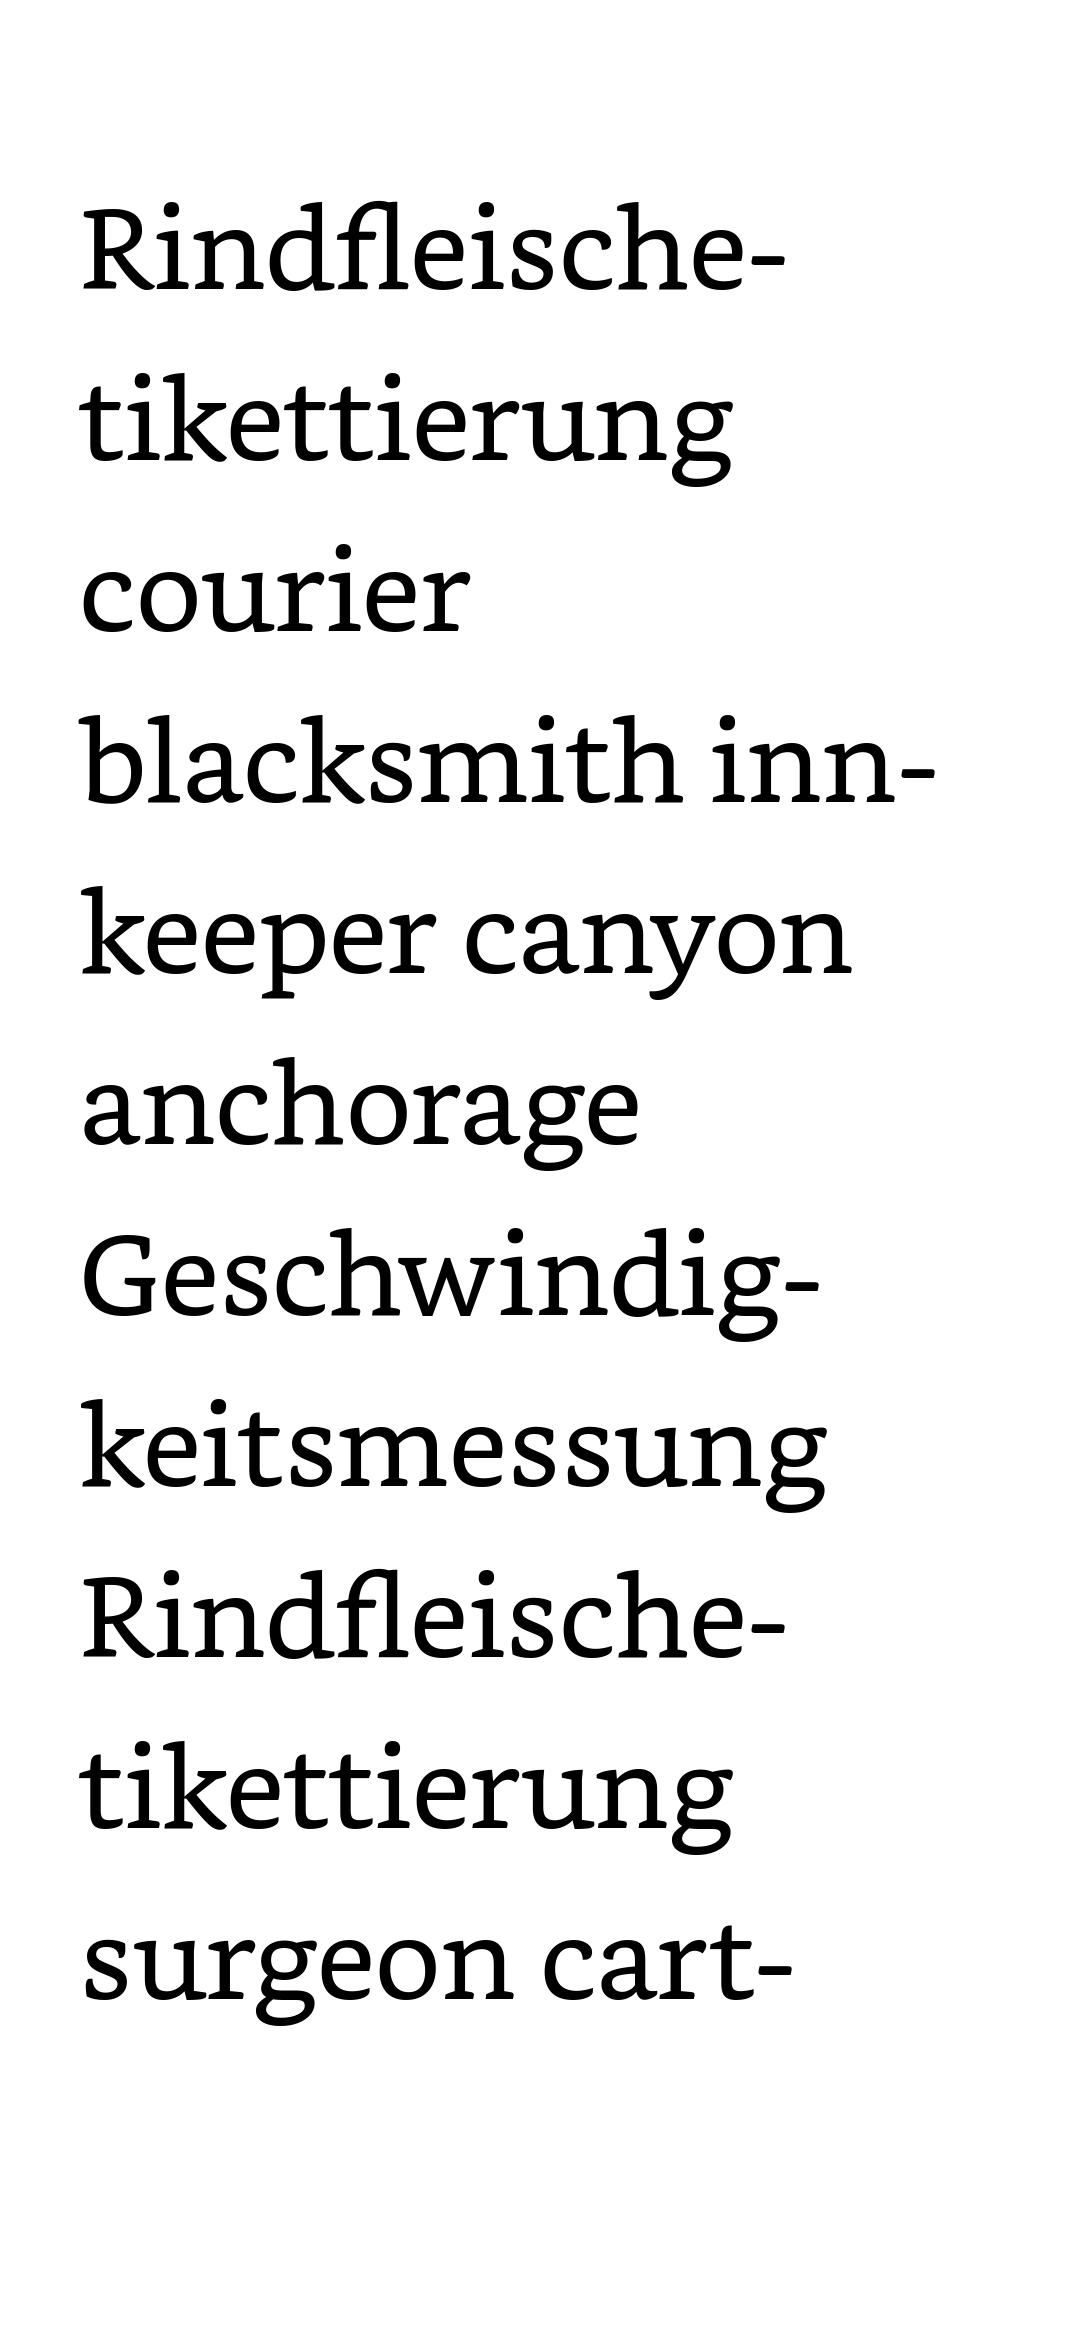 Rindfleische-
tikettierung
courier
blacksmith inn-
keeper canyon
anchorage
Geschwindig-
keitsmessung
Rindfleische-
tikettierung
surgeon cart-